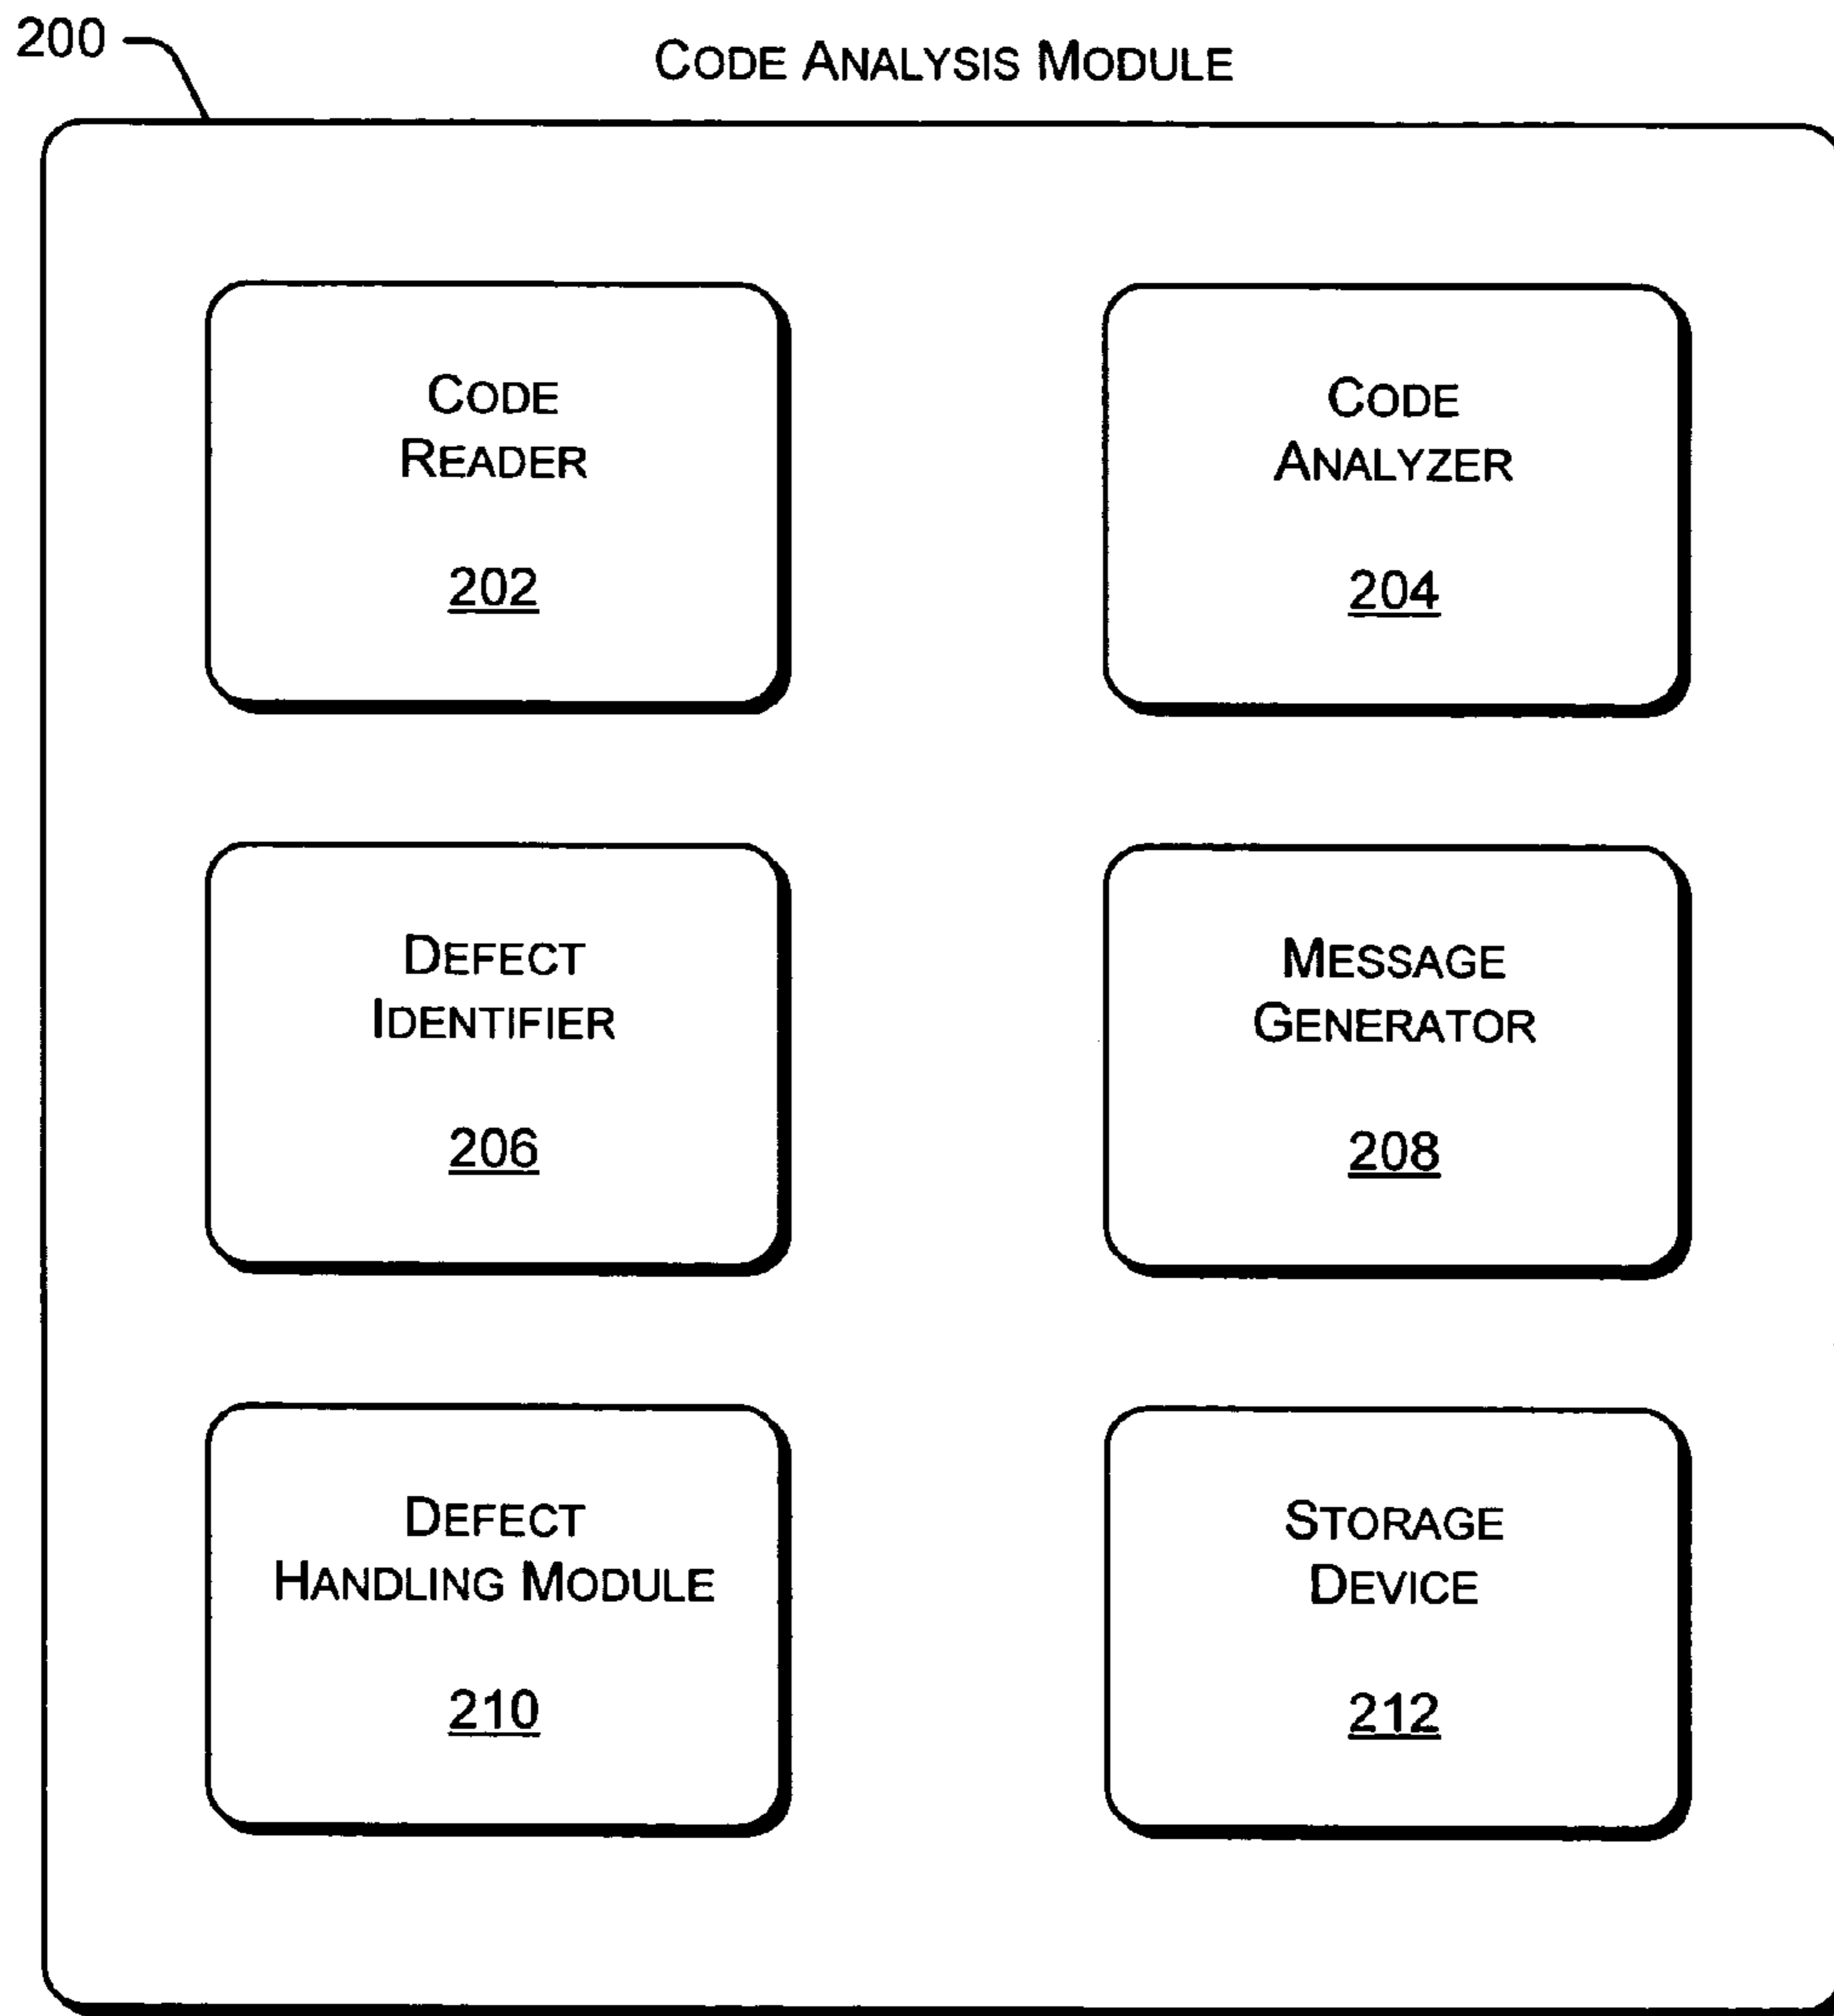 200
CODE ANALYSIS MODULE
CODE
READER
202
CODE
ANALYZER
204
DEFECT
IDENTIFIER
206
MESSAGE
GENERATOR
208
DEFECT
HANDLING MODULE
210
STORAGE
DEVICE
212